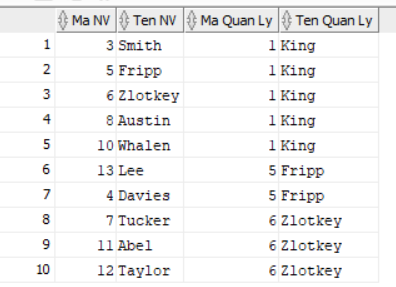 Ma NV Ten NV Ma Quan Ly Ten Quan Ly
1 3 Smith 1 King
2 5 Fripp 1 King
3 6 Zlotkey 1 King
4 8 Austin 1 King
5 10 Whalen 1 King
6 13 Lee 5 Fripp
7 4 Davies 5 Fripp
8 7 Tucker 6 Zlotkey
9 11 Abel 6 Zlotkey
10 12 Taylor 6 Zlotkey